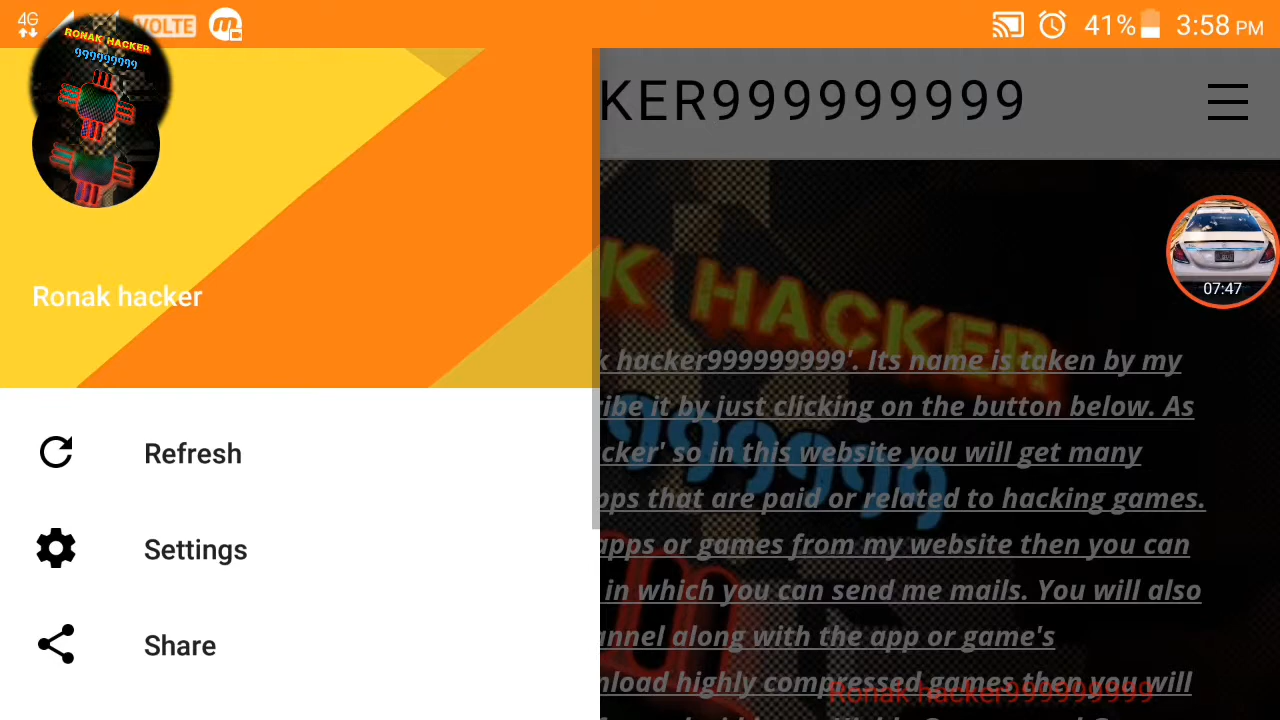 4G VOLTE 41% 3:58 PM
RONAK HACKER
999999999
KER999999999
Ronak hacker
07:47
K HACKER
k hacker999999999'. Its name is taken by my
ibe it by just clicking on the button below. As
cker' so in this website you will get many
pps that are paid or related to hacking games.
apps or games from my website then you can
in which you can send me mails. You will also
annel along with the app or game's
nload highly compressed games then you will
Ronak hacker999999999
Refresh
Settings
Share